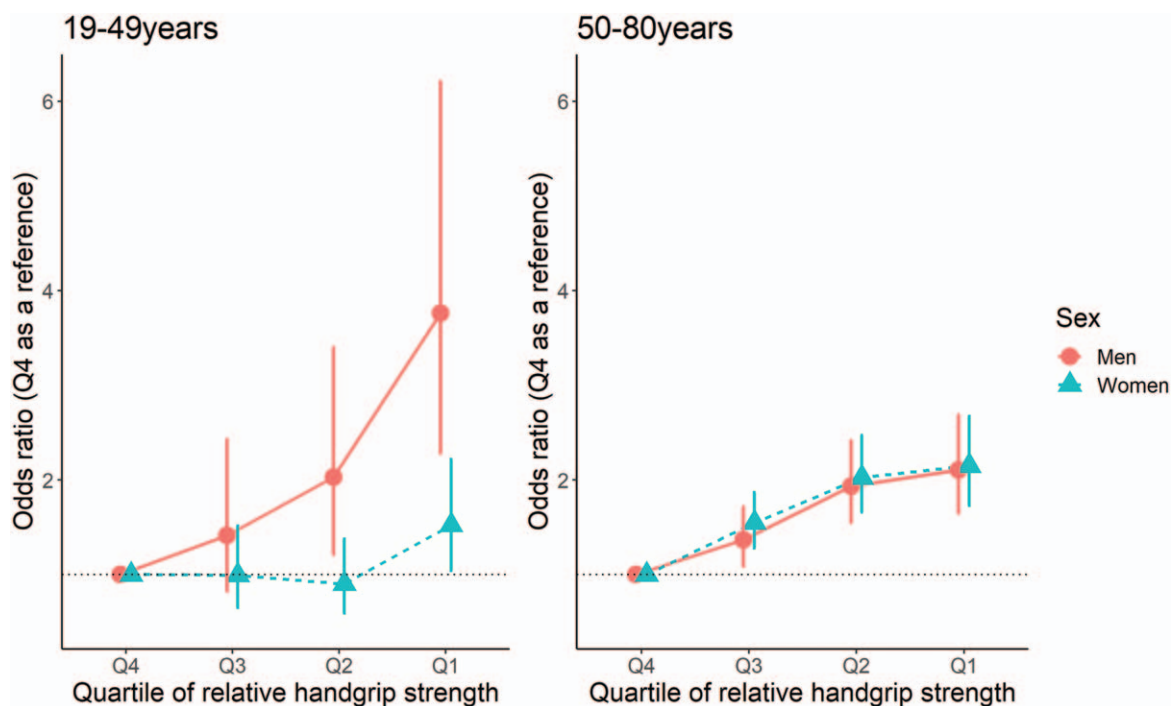 19-49years
Odds ratio (Q4 as a reference)
6
4
2
Q4 Q3 Q2 Q1
Quartile of relative handgrip strength
50-80years
Odds ratio (Q4 as a reference)
6
4
2
Q4 Q3 Q2 Q1
Quartile of relative handgrip strength
Sex
Men
Women